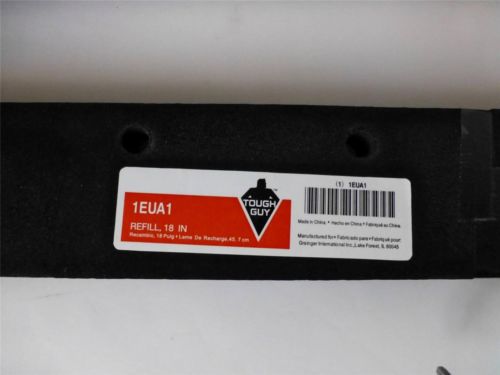 1EUA1
REFILL, 18 IN
Recambio, 18 Pulg • Lame De Recharge, 45, 7 cm
TOUGH
GUY
(1) 1EUA1
Made in China • Hecho en China • Fabriqué au China
Manufactured for• Fabricado para • Fabriqué pour:
Grainger International Inc., Lake Forest, IL 60045